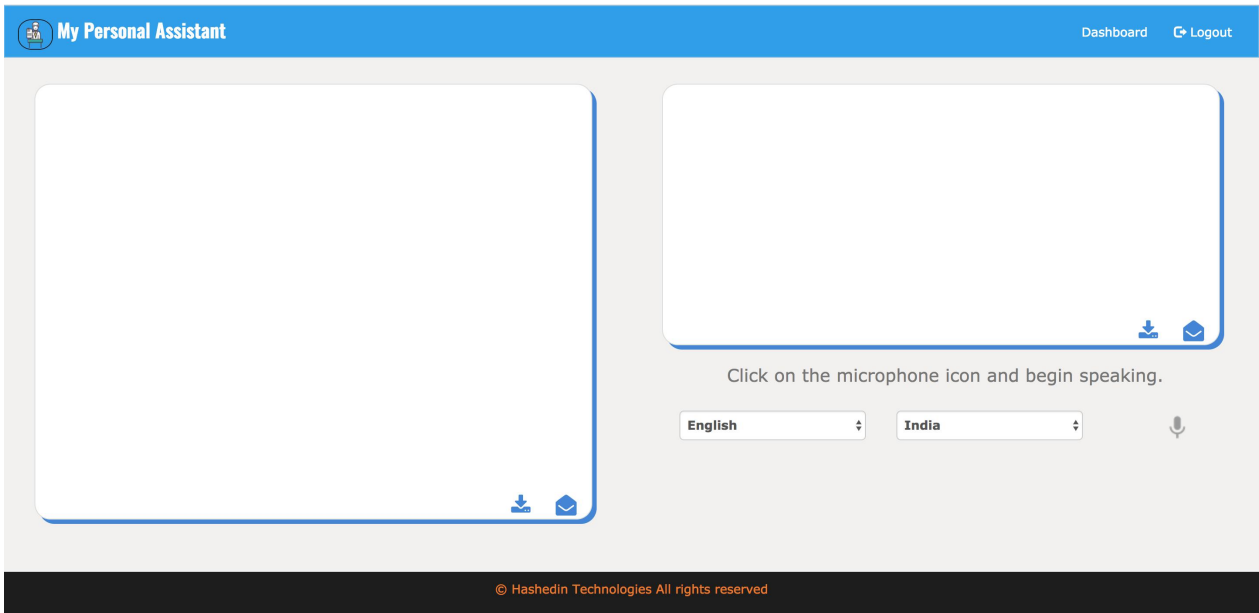 My Personal Assistant
Dashboard
Logout
Click on the microphone icon and begin speaking.
English
India
© Hashedin Technologies All rights reserved